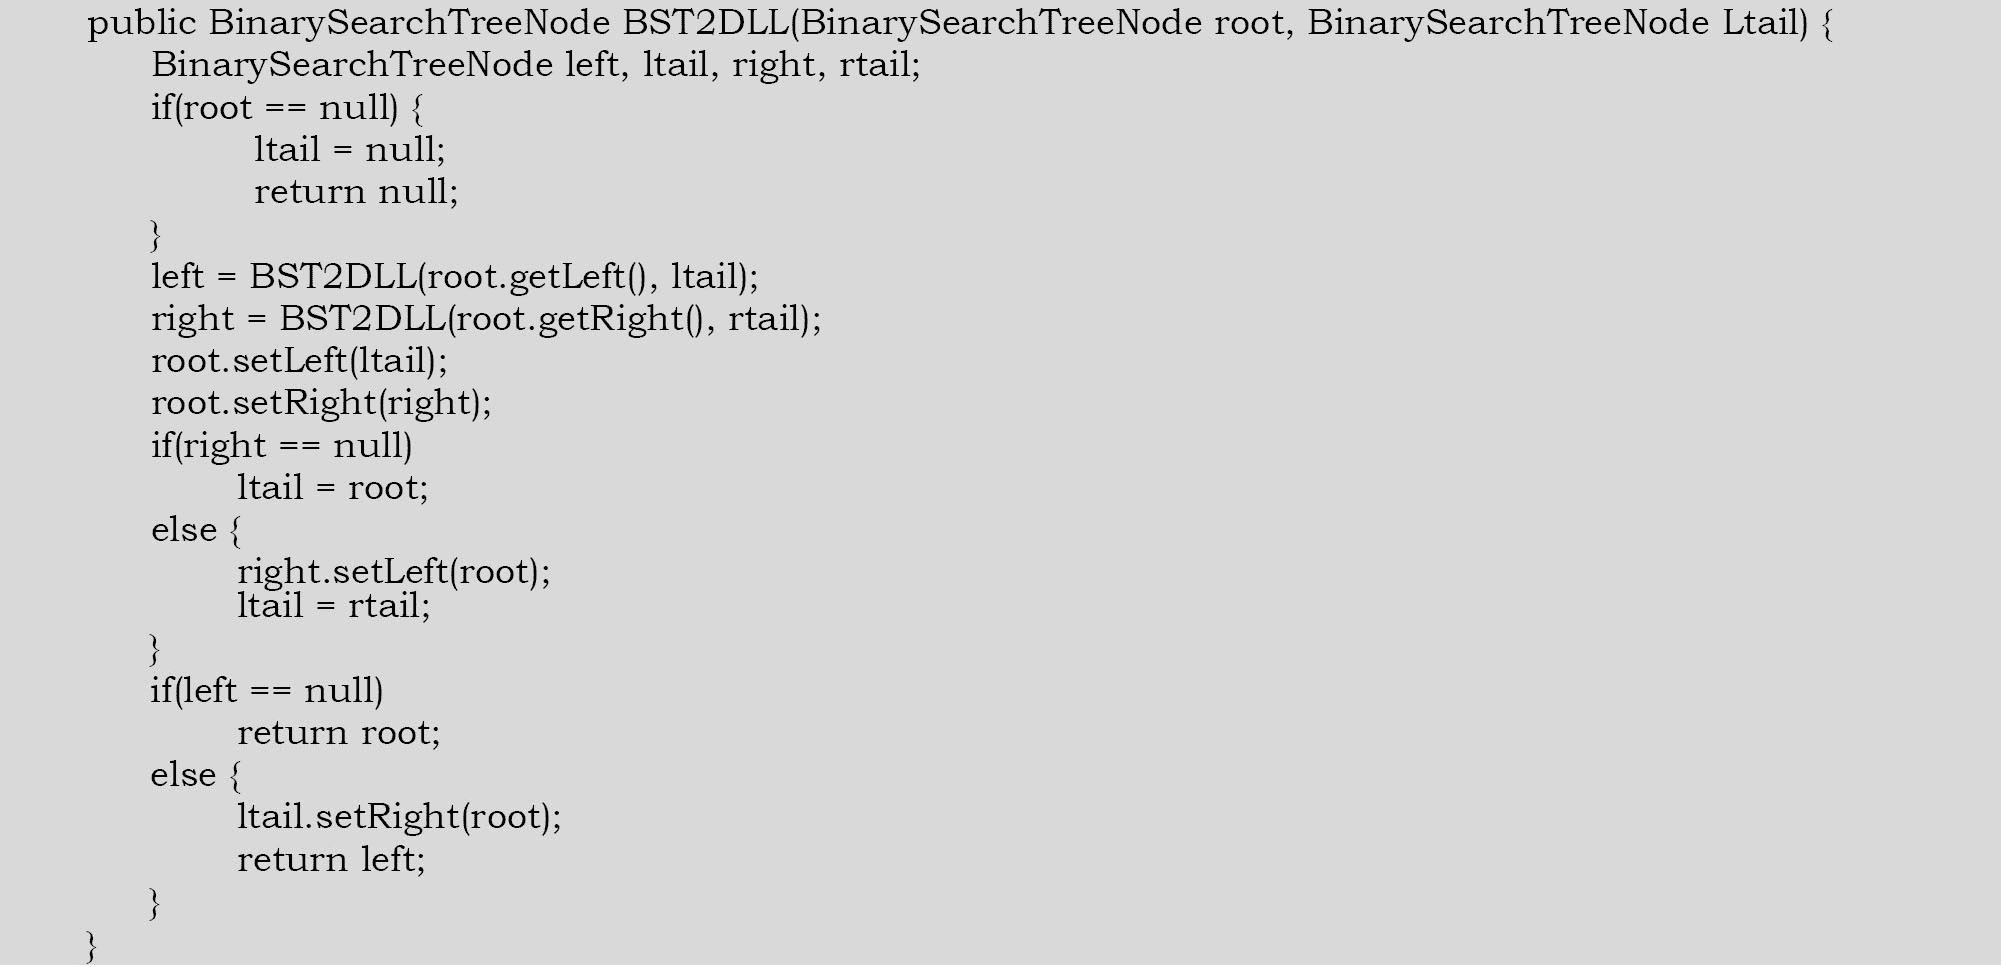 public BinarySearchTreeNode BST2DLL(BinarySearchTreeNode root, BinarySearchTreeNode Ltail) {
BinarySearchTreeNode left, ltail, right, rtail;
if(root == null) {
ltail = null;
return null;
}
left = BST2DLL(root.getLeft(), ltail);
right = BST2DLL(root.getRight(), rtail);
root.setLeft(ltail);
root.setRight(right);
if(right == null)
ltail = root;
else {
right.setLeft(root);
ltail = rtail;
}
if(left == null)
return root;
else {
ltail.setRight(root);
return left;
}
}